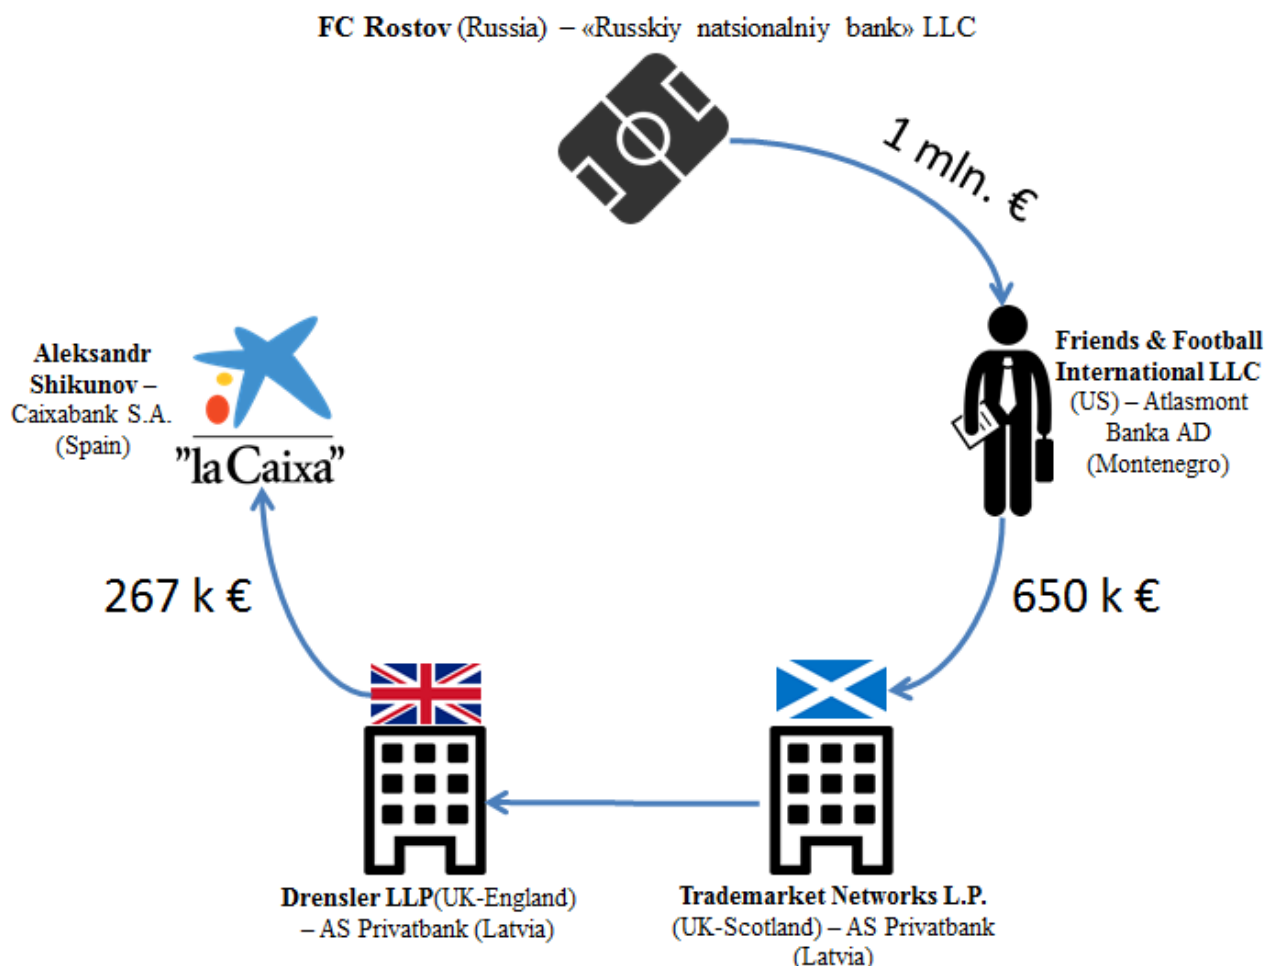 FC Rostov (Russia) – «Russkiy natsionalniy bank» LLC
1 mln. €
Friends & Football
International LLC
(US) – Atlasmont
Banka AD
(Montenegro)
650 k €
Trademarket Networks L.P.
(UK-Scotland) – AS Privatbank
(Latvia)
Drensler LLP(UK-England)
– AS Privatbank (Latvia)
267 k €
Aleksandr
Shikunov –
Caixabank S.A.
(Spain)
"la Caixa"